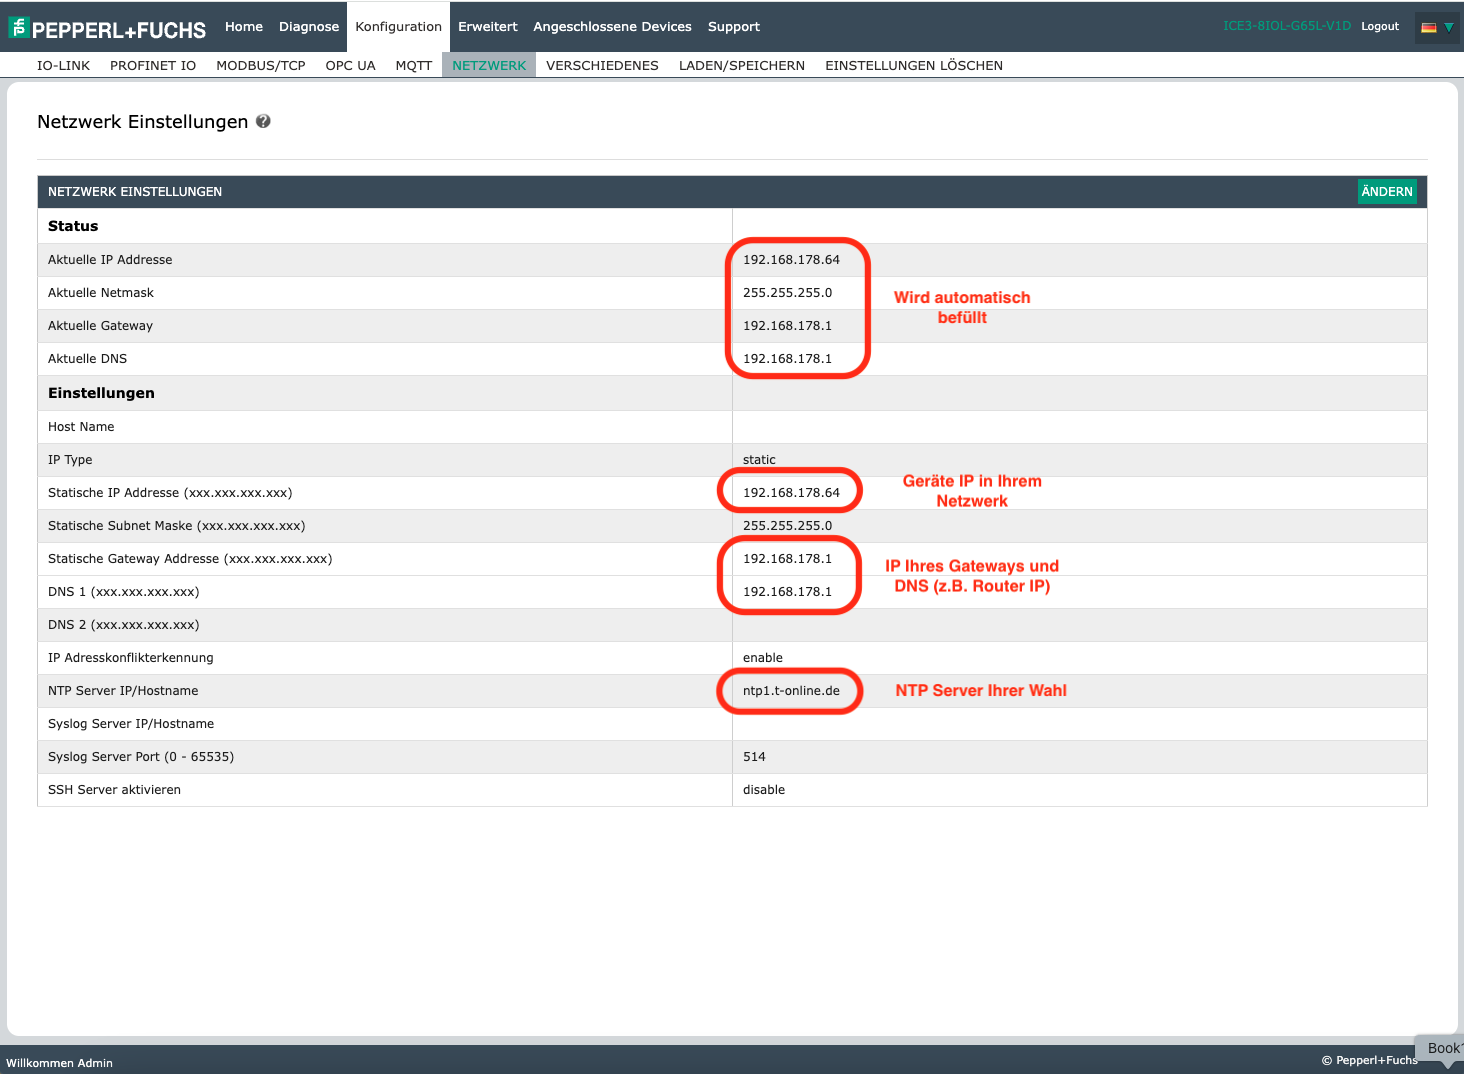 PEPPERL+FUCHS Home Diagnose Konfiguration Erweitert Angeschlossene Devices Support ICE3-8IOL-G65L-V1D Logout
IO-LINK PROFINET IO MODBUS/TCP OPC UA MQTT NETZWERK VERSCHIEDENES LADEN/SPEICHERN EINSTELLUNGEN LÖSCHEN
Netzwerk Einstellungen ?
NETZWERK EINSTELLUNGEN ÄNDERN
Status
Aktuelle IP Addresse 192.168.178.64
Aktuelle Netmask 255.255.255.0
Wird automatisch
befüllt
Aktuelle Gateway 192.168.178.1
Aktuelle DNS 192.168.178.1
Einstellungen
Host Name
IP Type static
Statische IP Addresse (xxx.xxx.xxx.xxx) 192.168.178.64
Geräte IP in Ihrem
Netzwerk
Statische Subnet Maske (xxx.xxx.xxx.xxx) 255.255.255.0
Statische Gateway Addresse (xxx.xxx.xxx.xxx) 192.168.178.1
IP Ihres Gateways und
DNS (z.B. Router IP)
DNS 1 (xxx.xxx.xxx.xxx) 192.168.178.1
DNS 2 (xxx.xxx.xxx.xxx)
IP Adresskonflikterkennung enable
NTP Server IP/Hostname ntp1.t-online.de NTP Server Ihrer Wahl
Syslog Server IP/Hostname
Syslog Server Port (0 - 65535) 514
SSH Server aktivieren disable
Willkommen Admin © Pepperl+Fuchs